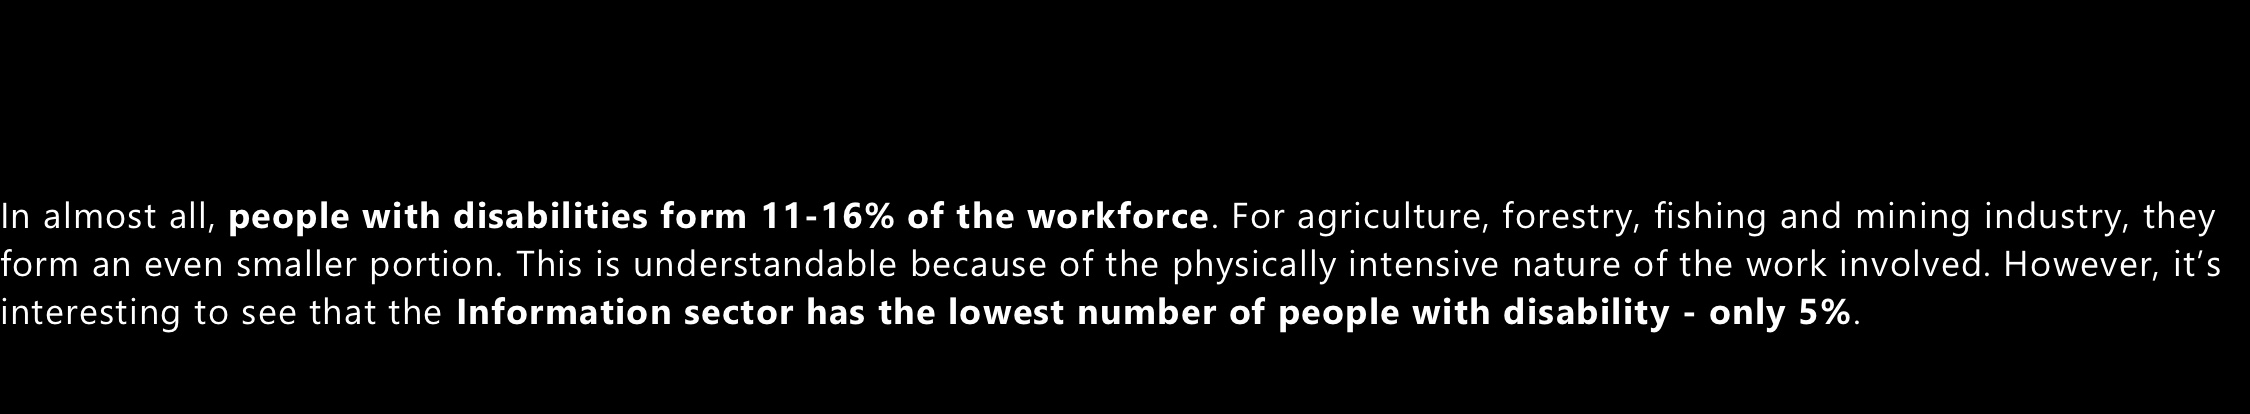 In almost all, people with disabilities form 11-16% of the workforce. For agriculture, forestry, fishing and mining industry, they
form an even smaller portion. This is understandable because of the physically intensive nature of the work involved. However, it’s
interesting to see that the Information sector has the lowest number of people with disability - only 5%.